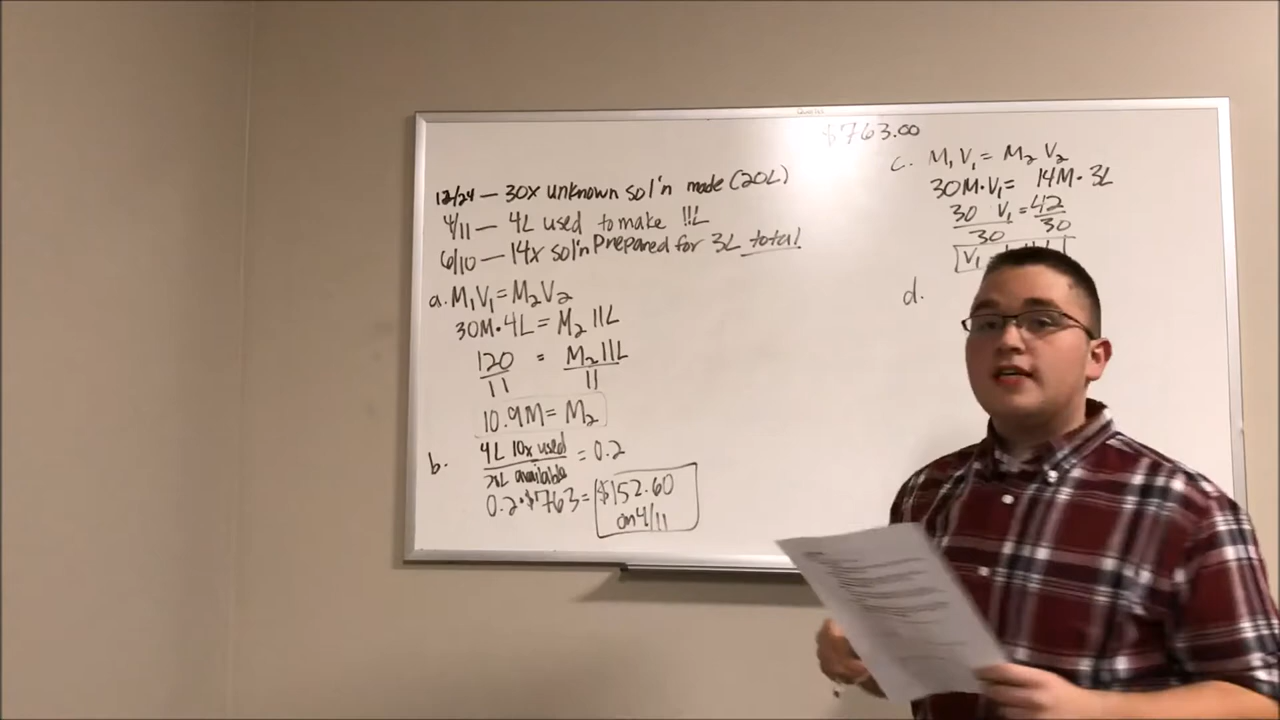 $763.00
12/24 — 30x unknown sol'n made (20L)
4/11 — 4L used to make 11L
6/10 — 14x sol'n Prepared for 3L total
a. M₁V₁ = M₂V₂
30M·4L = M₂ 11L
120 = M₂ 11L
11 11
10.9M = M₂
b. 4L 10x used = 0.2
available
0.2·$763 = $152.60
on 4/11
c. M₁V₁ = M₂V₂
30M·V₁ = 14M·3L
30 V₁ = 42
30 30
V₁
d.